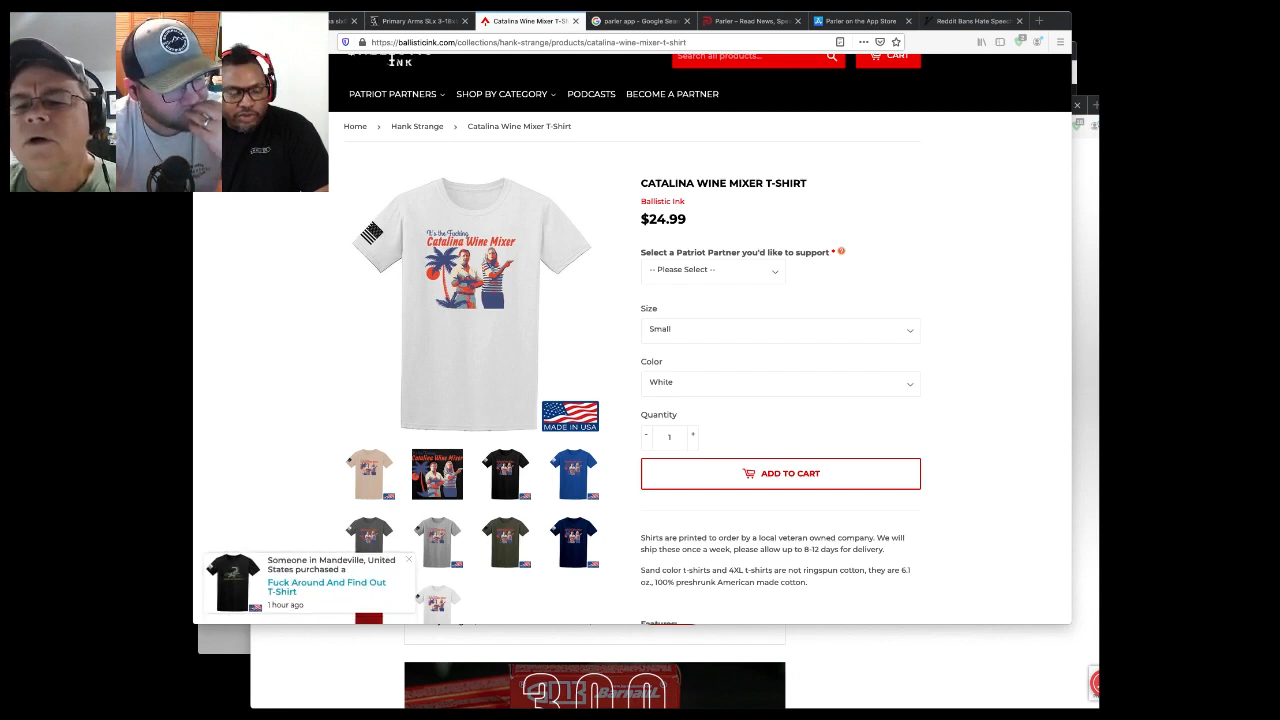 Primary Arms SLx 3-18x
Catalina Wine Mixer T-Sh
parler app - Google Sear
Parler – Read News, Spe
Parler on the App Store
Reddit Bans Hate Speech
https://ballisticink.com/collections/hank-strange/products/catalina-wine-mixer-t-shirt
INK
Search all products...
CART
PATRIOT PARTNERS
SHOP BY CATEGORY
PODCASTS
BECOME A PARTNER
Home › Hank Strange › Catalina Wine Mixer T-Shirt
CATALINA WINE MIXER T-SHIRT
Ballistic Ink
$24.99
It's the Fucking
Catalina Wine Mixer
MADE IN USA
Select a Patriot Partner you'd like to support *
-- Please Select --
Size
Small
Color
White
Quantity
- 1 +
ADD TO CART
Shirts are printed to order by a local veteran owned company. We will
ship these once a week, please allow up to 8-12 days for delivery.
Sand color t-shirts and 4XL t-shirts are not ringspun cotton, they are 6.1
oz., 100% preshrunk American made cotton.
Features:
Someone in Mandeville, United
States purchased a
Fuck Around And Find Out
T-Shirt
1 hour ago
Barnaul
300